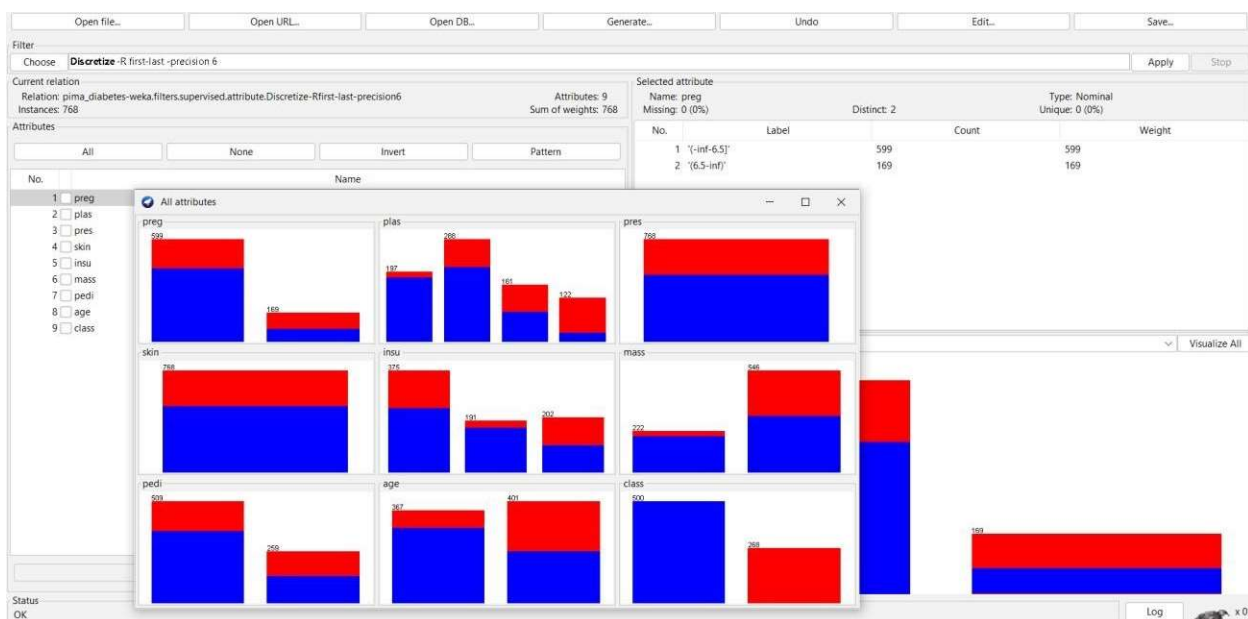 Open file... Open URL... Open DB... Generate... Undo Edit... Save...
Filter
Choose Discretize -R first-last -precision 6 Apply Stop
Current relation
Relation: pima_diabetes-weka.filters.supervised.attribute.Discretize-Rfirst-last-precision6 Attributes: 9
Instances: 768 Sum of weights: 768
Selected attribute
Name: preg Type: Nominal
Missing: 0 (0%) Distinct: 2 Unique: 0 (0%)
No. Label Count Weight
1 '(-inf-6.5]' 599 599
2 '(6.5-inf)' 169 169
Attributes
All None Invert Pattern
No. Name
1 preg
2 plas
3 pres
4 skin
5 insu
6 mass
7 pedi
8 age
9 class
All attributes
preg plas pres
599 169
197 288 161 122
768
skin insu mass
768
375 191 202
222 546
pedi age class
509 259
367 401
500 268
Visualize All
169
Status
OK
Log x 0